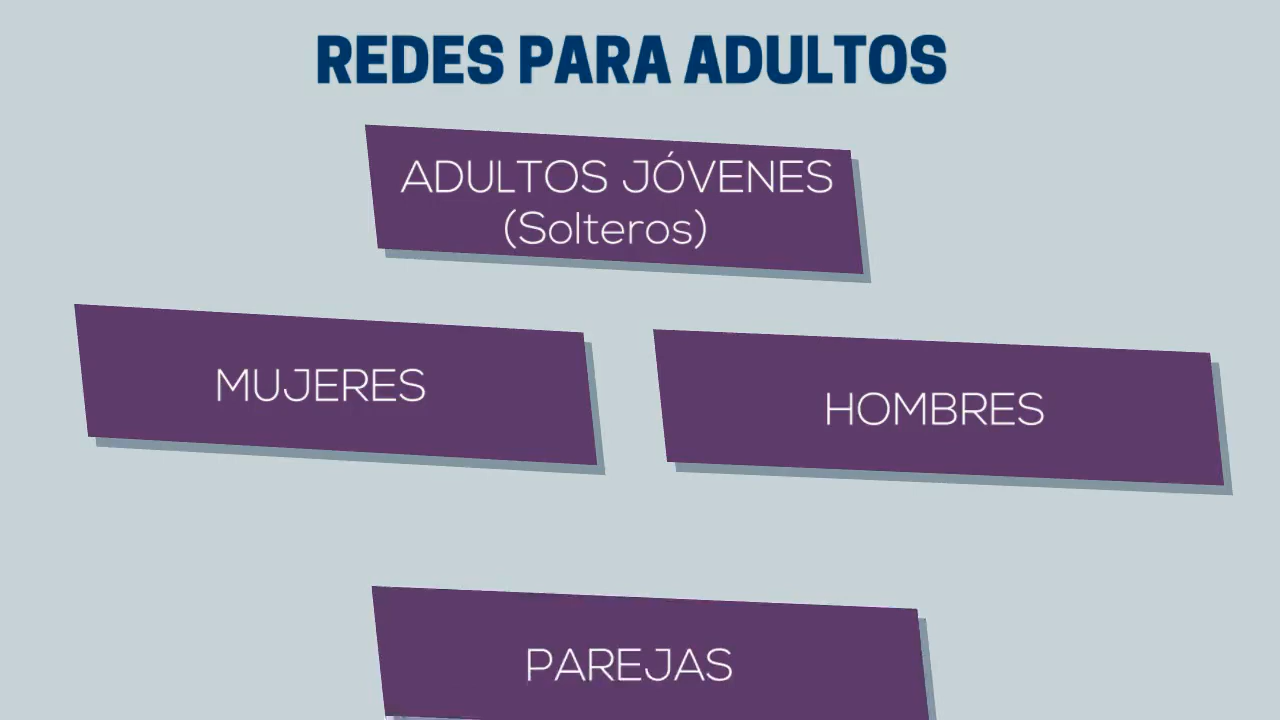 REDES PARA ADULTOS
ADULTOS JÓVENES
(Solteros)
MUJERES
HOMBRES
PAREJAS